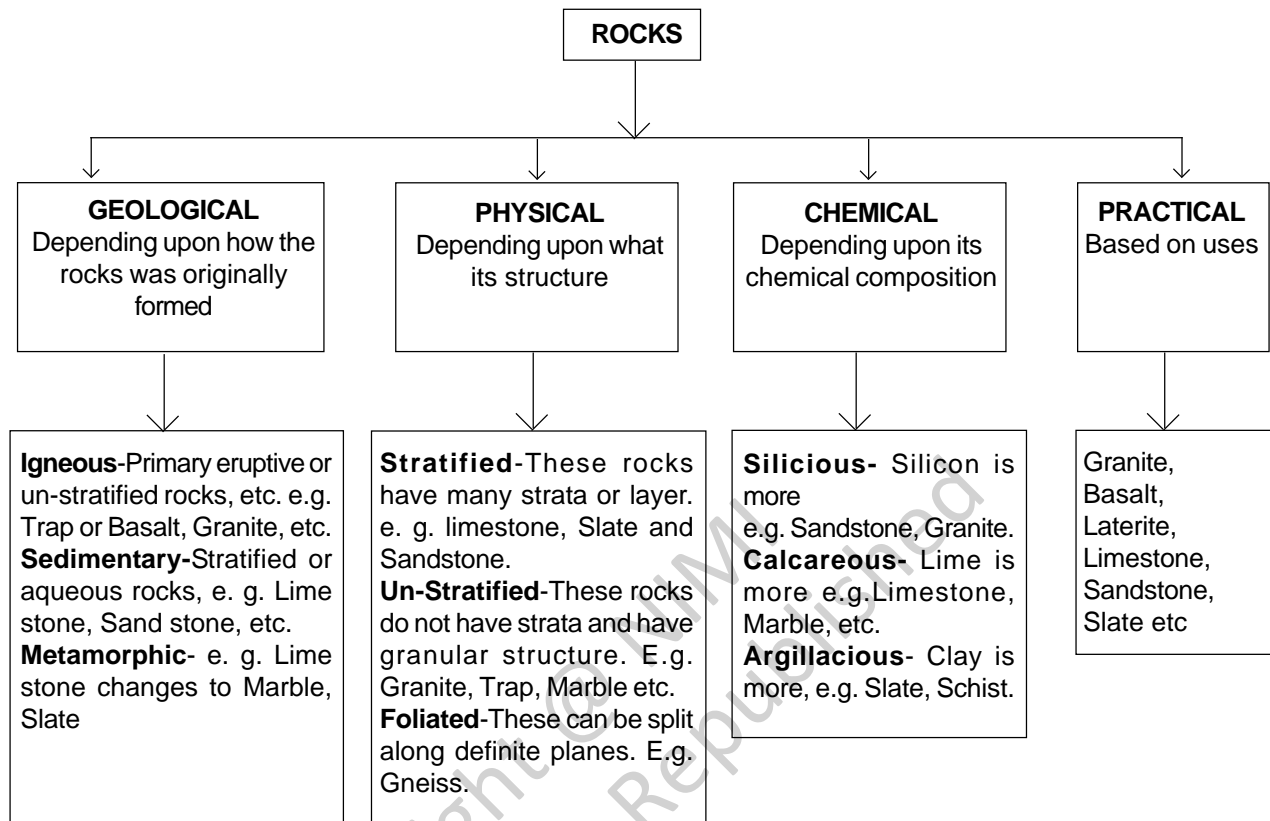 ROCKS
GEOLOGICAL
Depending upon how the
rocks was originally
formed
PHYSICAL
Depending upon what
its structure
CHEMICAL
Depending upon its
chemical composition
PRACTICAL
Based on uses
Igneous-Primary eruptive or
un-stratified rocks, etc. e.g.
Trap or Basalt, Granite, etc.
Sedimentary-Stratified or
aqueous rocks, e. g. Lime
stone, Sand stone, etc.
Metamorphic- e. g. Lime
stone changes to Marble,
Slate
Stratified-These rocks
have many strata or layer.
e. g. limestone, Slate and
Sandstone.
Un-Stratified-These rocks
do not have strata and have
granular structure. E.g.
Granite, Trap, Marble etc.
Foliated-These can be split
along definite planes. E.g.
Gneiss.
Silicious- Silicon is
more
e.g. Sandstone, Granite.
Calcareous- Lime is
more e.g.Limestone,
Marble, etc.
Argillacious- Clay is
more, e.g. Slate, Schist.
Granite,
Basalt,
Laterite,
Limestone,
Sandstone,
Slate etc
@ NIMI
Republished